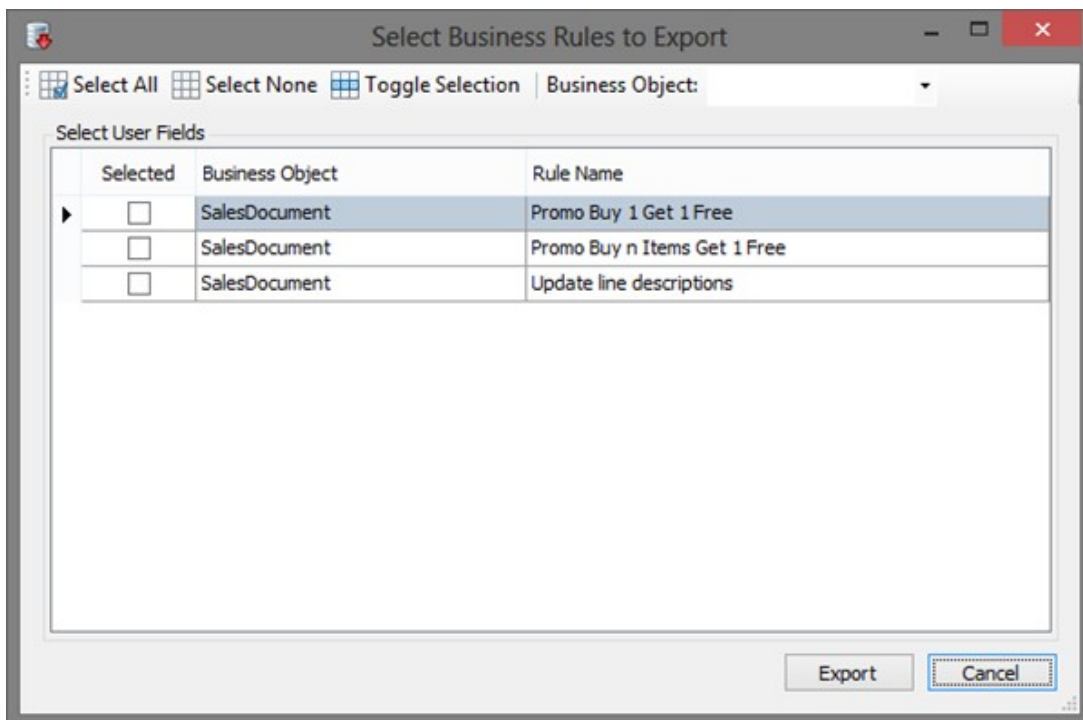 Select Business Rules to Export
Select All Select None Toggle Selection Business Object:
Select User Fields
Selected Business Object Rule Name
SalesDocument Promo Buy 1 Get 1 Free
SalesDocument Promo Buy n Items Get 1 Free
SalesDocument Update line descriptions
Export Cancel